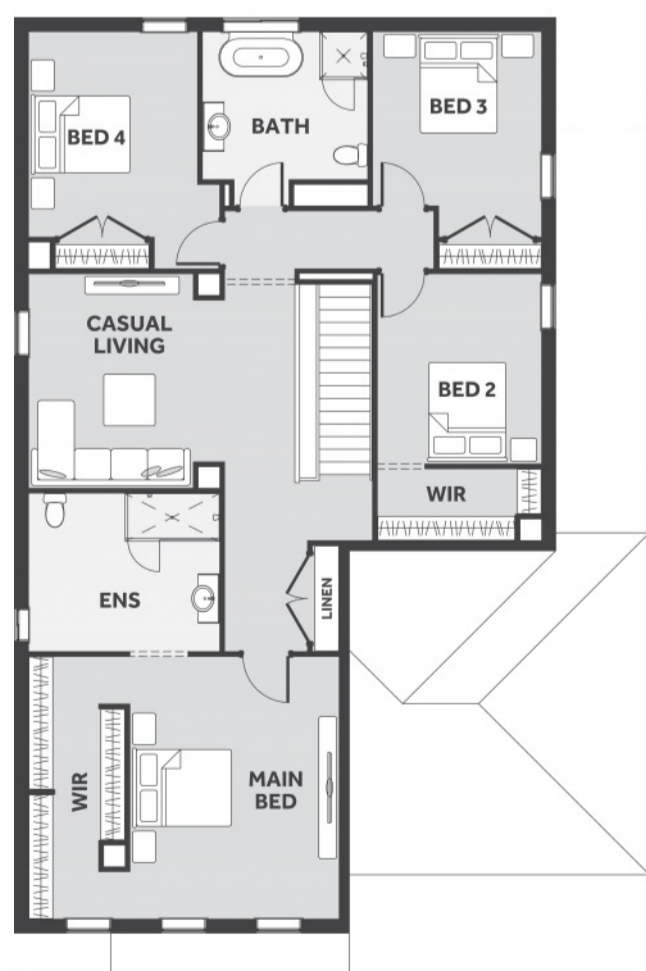 BED 4
BATH
BED 3
CASUAL
LIVING
BED 2
WIR
ENS
LINEN
WIR
MAIN
BED